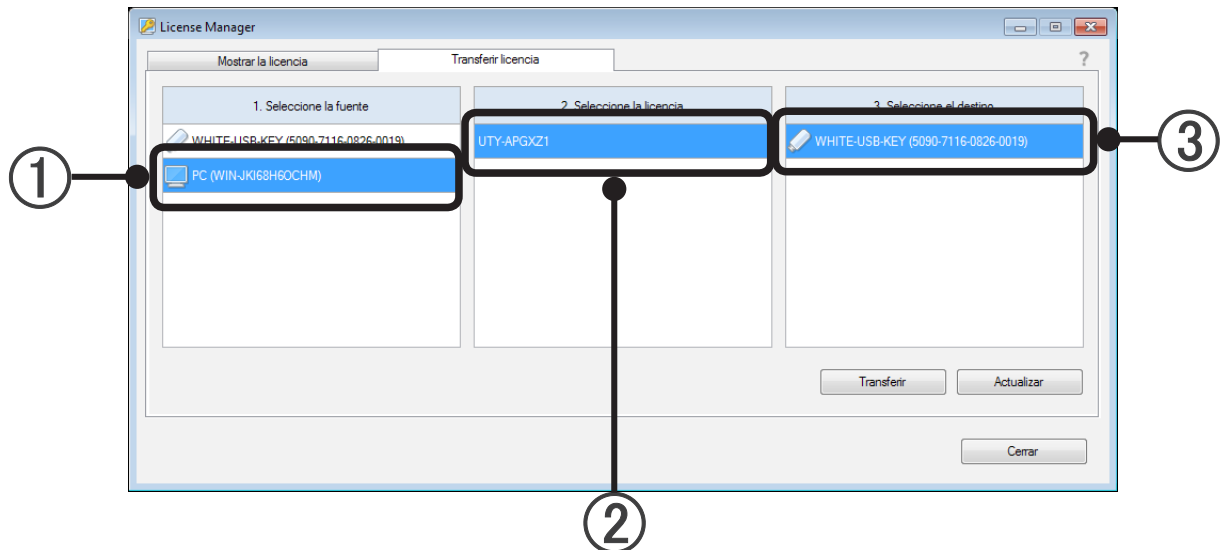 License Manager
Mostrar la licencia
Transferir licencia
?
1. Seleccione la fuente
2. Seleccione la licencia
3. Seleccione el destino
WHITE-USB-KEY (5090-7116-0826-0019)
UTY-APGXZ1
WHITE-USB-KEY (5090-7116-0826-0019)
PC (WIN-JKI68H6OCHM)
①
③
Transferir
Actualizar
Cerrar
②